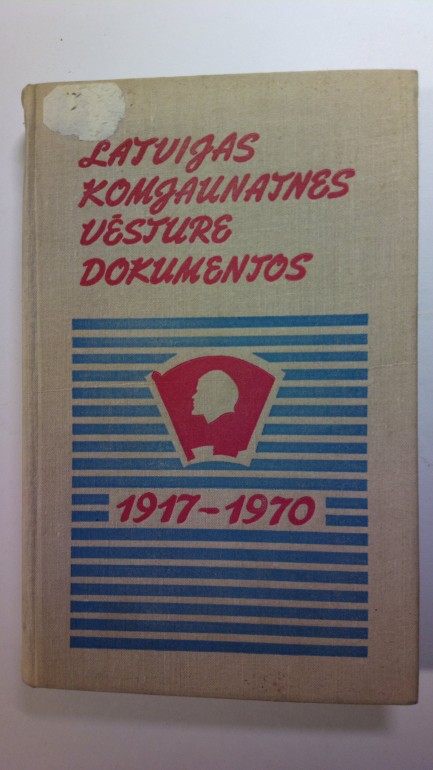 LATVIJAS
KOMJAUNATNES
VĒSTURE
DOKUMENTOS
1917-1970